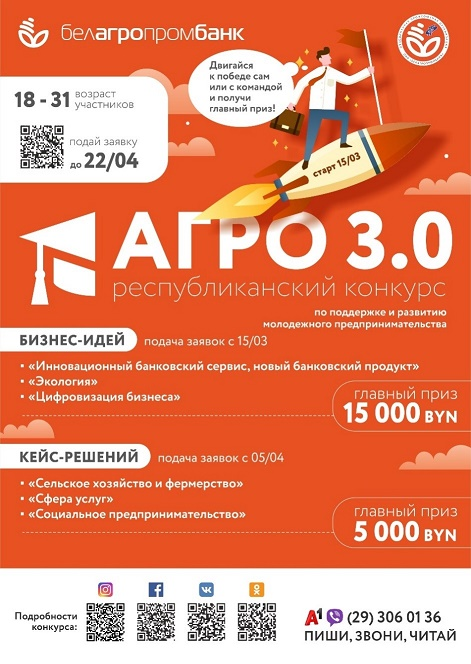 белагропромбанк
Двигайся
к победе сам
или с командой
и получи
главный приз!
18 - 31 возраст
участников
подай заявку
до 22/04
старт 15/03
АГРО 3.0
республиканский конкурс
по поддержке и развитию
молодежного предпринимательства
БИЗНЕС-ИДЕЙ подача заявок с 15/03
• «Инновационный банковский сервис, новый банковский продукт»
• «Экология»
• «Цифровизация бизнеса»
главный приз
15 000 BYN
КЕЙС-РЕШЕНИЙ подача заявок с 05/04
• «Сельское хозяйство и фермерство»
• «Сфера услуг»
• «Социальное предпринимательство»
главный приз
5 000 BYN
Подробности
конкурса:
А1 (29) 306 01 36
ПИШИ, ЗВОНИ, ЧИТАЙ